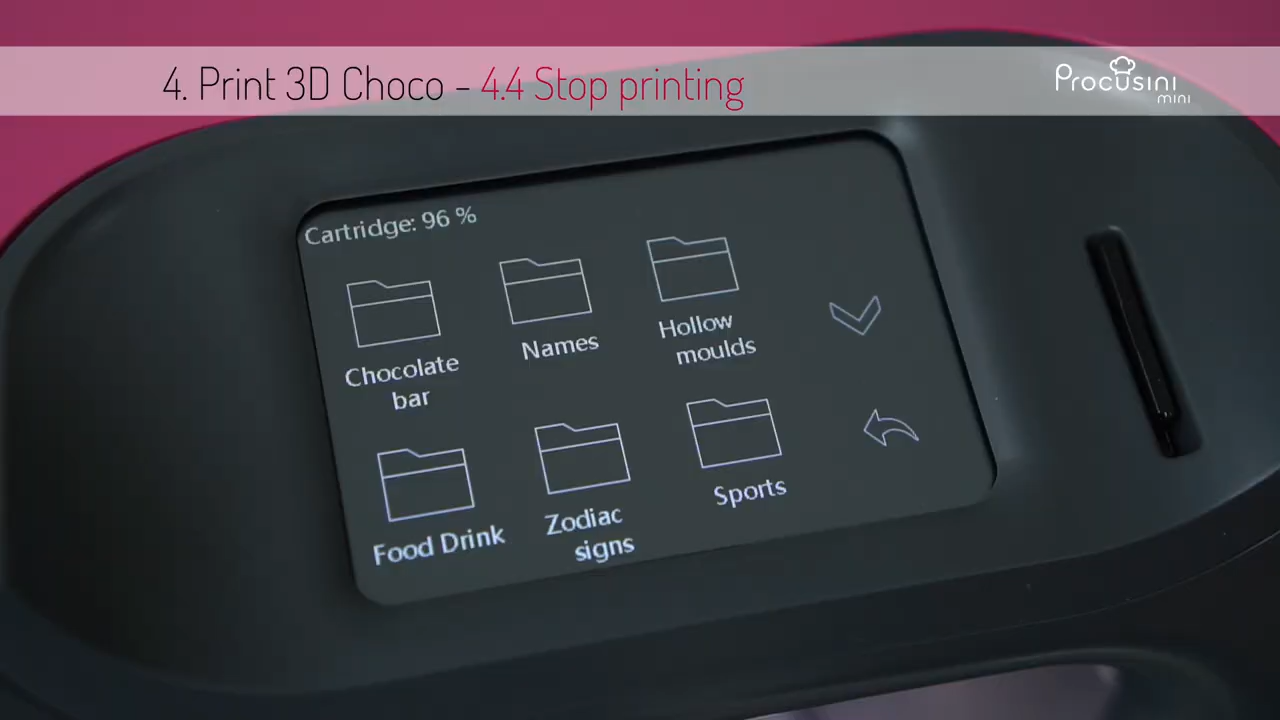 4. Print 3D Choco - 4.4 Stop printing
Procusini
mini
Cartridge: 96 %
Chocolate
bar
Names
Hollow
moulds
Food Drink
Zodiac
signs
Sports